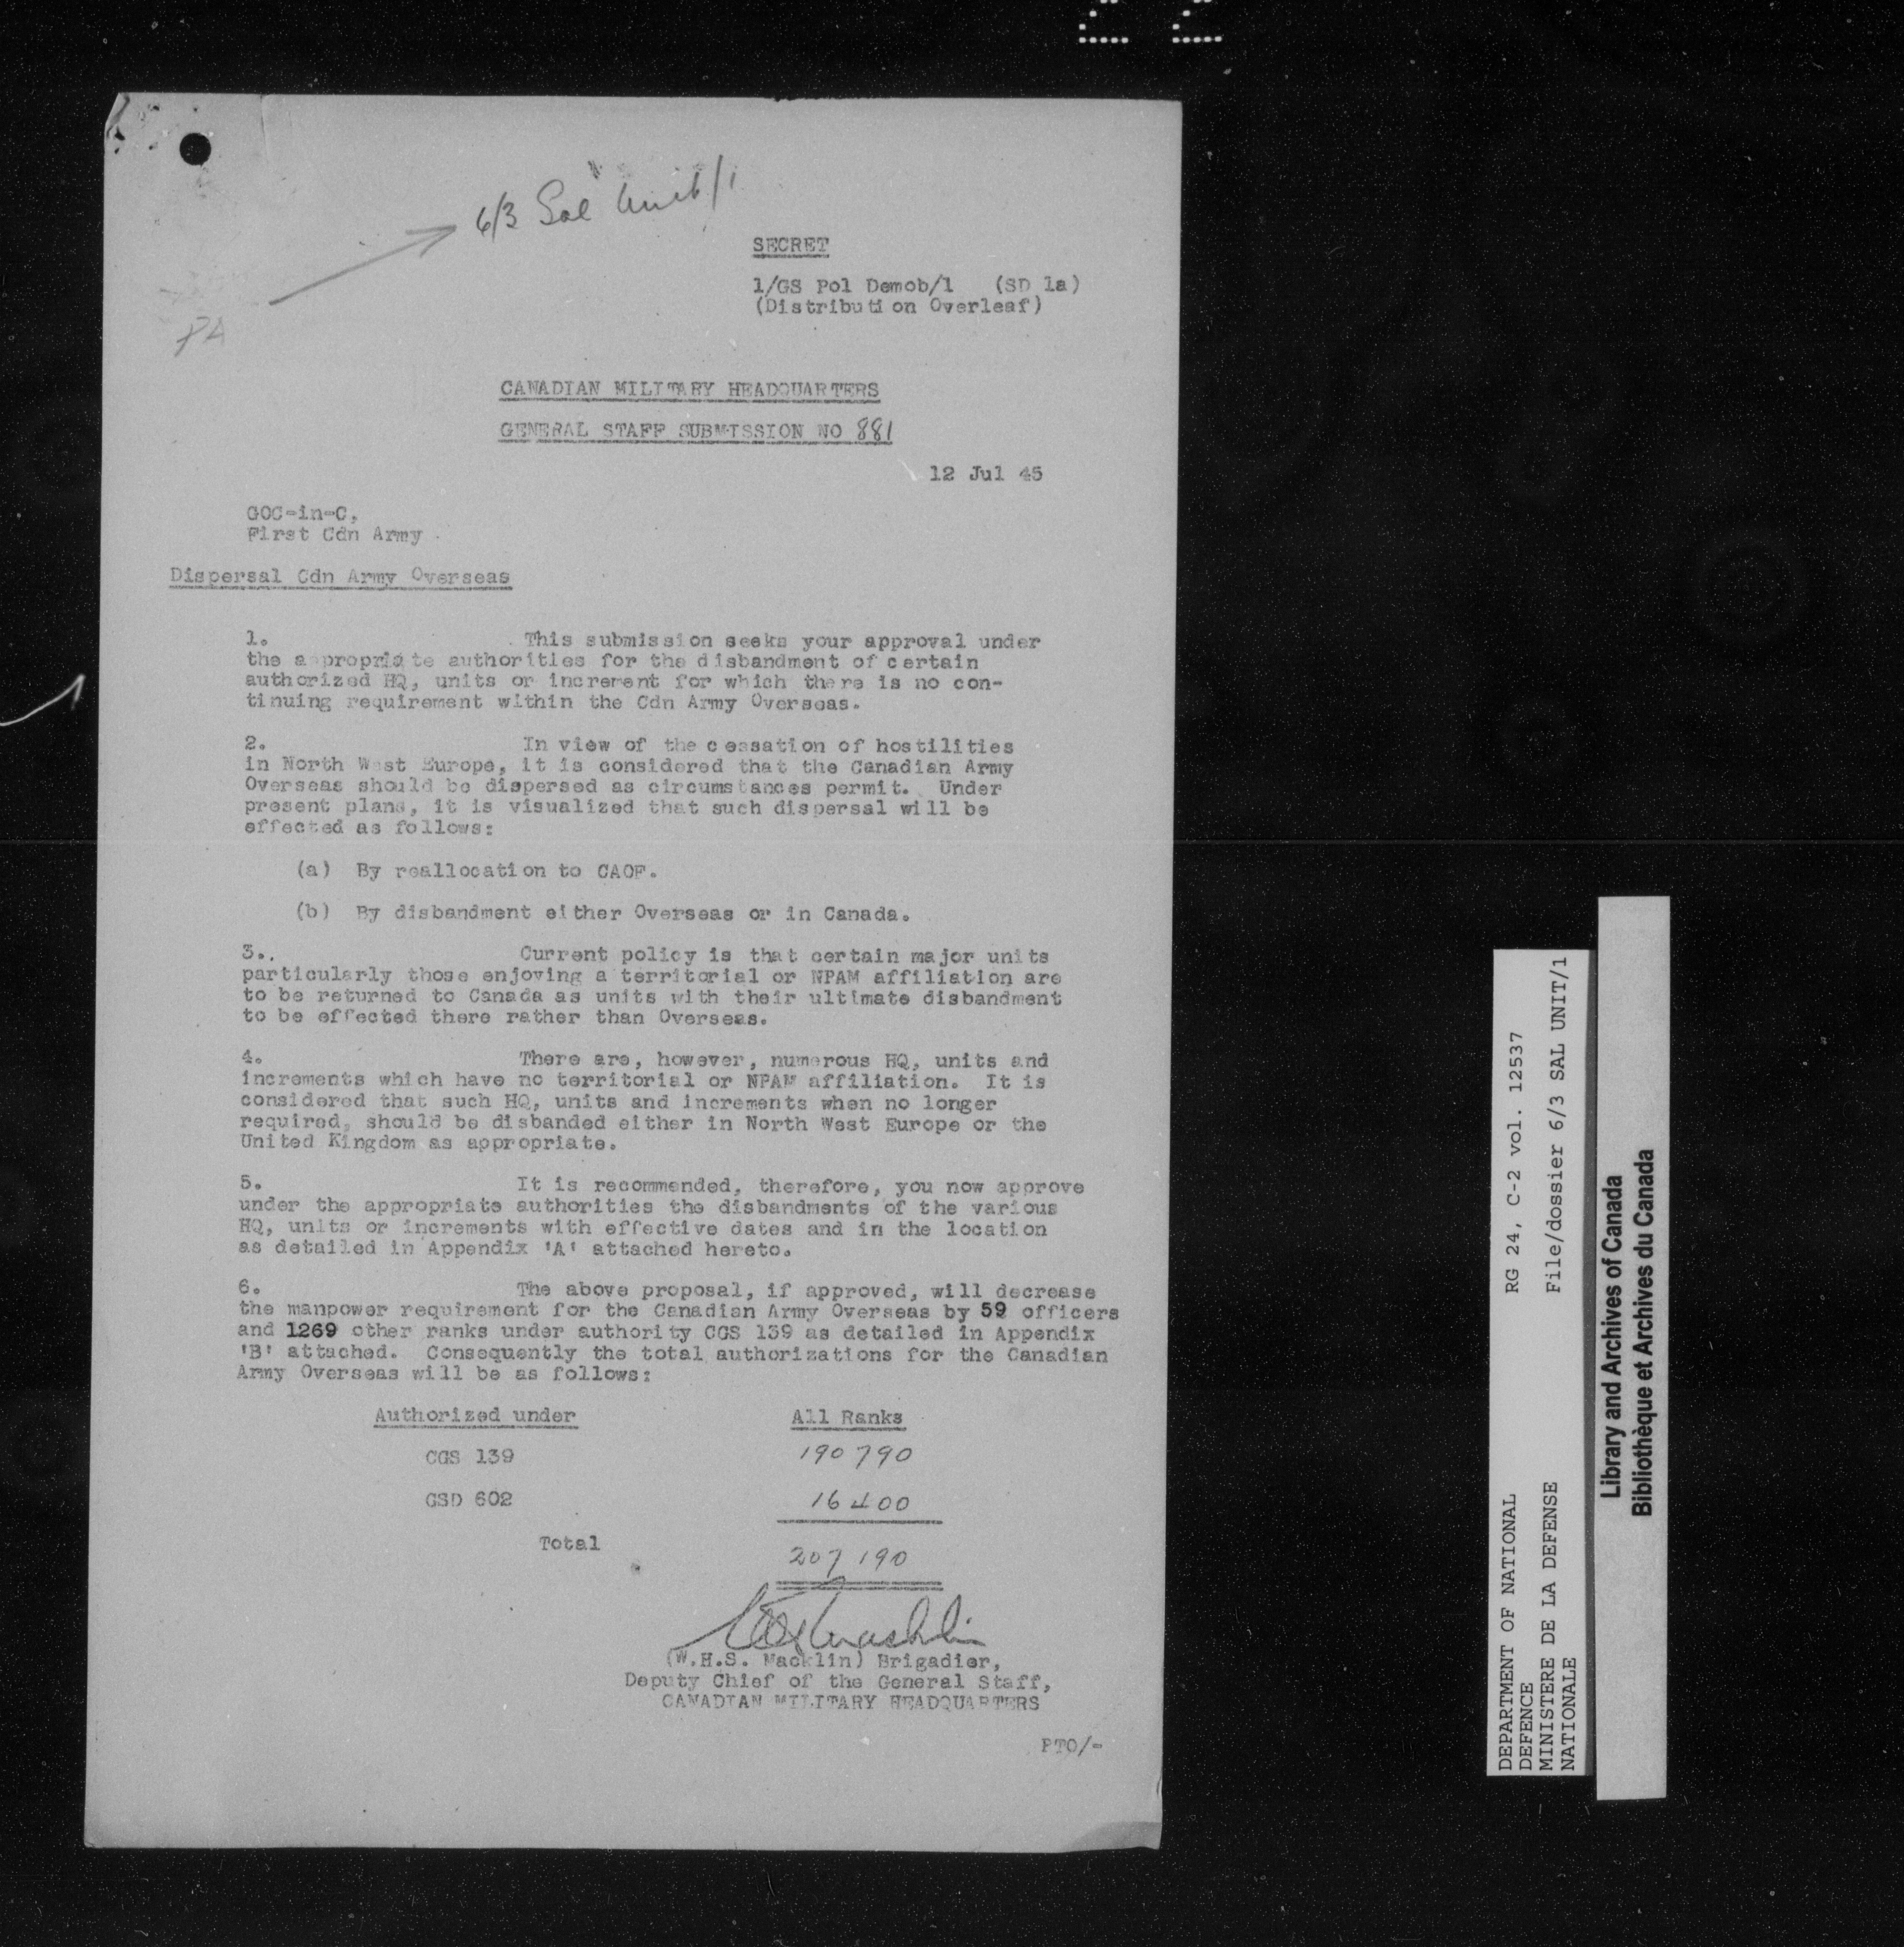 6/3 Sal Unit/1
PA
SECRET
1/GS Pol Demob/1 (SD 1a)
(Distribution Overleaf)
CANADIAN MILITARY HEADQUARTERS
GENERAL STAFF SUBMISSION NO 881
12 Jul 45
GOC-in-C,
First Cdn Army
Dispersal Cdn Army Overseas
1. This submission seeks your approval under
the appropriate authorities for the disbandment of certain
authorized HQ, units or increment for which there is no con-
tinuing requirement within the Cdn Army Overseas.
2. In view of the cessation of hostilities
in North West Europe, it is considered that the Canadian Army
Overseas should be dispersed as circumstances permit. Under
present plans, it is visualized that such dispersal will be
effected as follows:
(a) By reallocation to CAOF.
(b) By disbandment either Overseas or in Canada.
3.. Current policy is that certain major units
particularly those enjoying a territorial or NPAM affiliation are
to be returned to Canada as units with their ultimate disbandment
to be effected there rather than Overseas.
4. There are, however, numerous HQ, units and
increments which have no territorial or NPAM affiliation. It is
considered that such HQ, units and increments when no longer
required, should be disbanded either in North West Europe or the
United Kingdom as appropriate.
5. It is recommended, therefore, you now approve
under the appropriate authorities the disbandments of the various
HQ, units or increments with effective dates and in the location
as detailed in Appendix 'A' attached hereto.
6. The above proposal, if approved, will decrease
the manpower requirement for the Canadian Army Overseas by 59 officers
and 1269 other ranks under authority CGS 139 as detailed in Appendix
'B' attached. Consequently the total authorizations for the Canadian
Army Overseas will be as follows:
Authorized under All Ranks
CGS 139 190790
GSD 602 16400
Total 207190
(W.H.S. Macklin) Brigadier,
Deputy Chief of the General Staff,
CANADIAN MILITARY HEADQUARTERS
PTO/-
DEPARTMENT OF NATIONAL
DEFENCE
MINISTERE DE LA DEFENSE
NATIONALE
RG 24, C-2 vol. 12537
File/dossier 6/3 SAL UNIT/1
Library and Archives of Canada
Bibliothèque et Archives du Canada